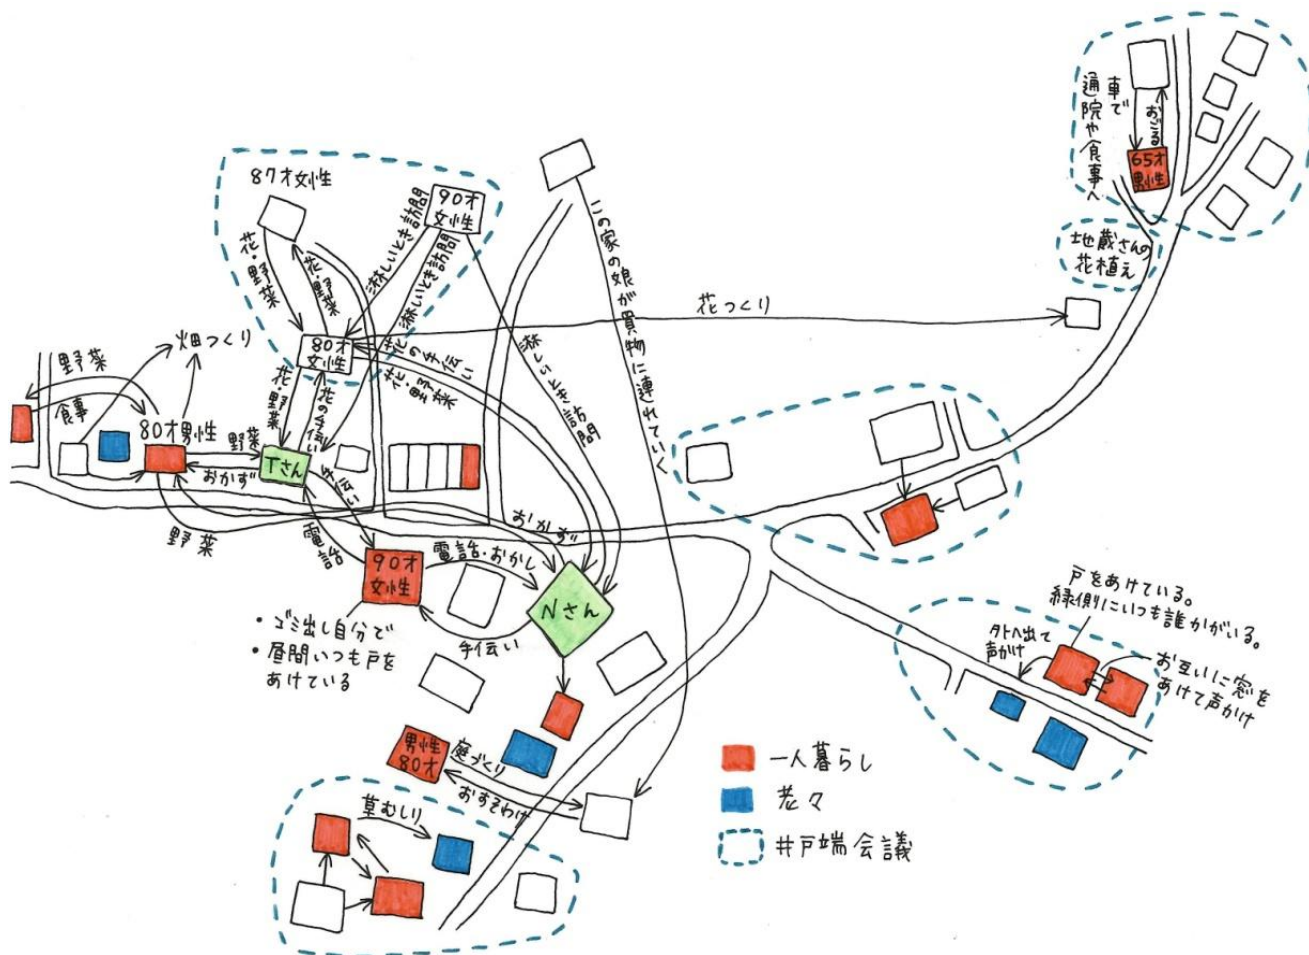 車で
通院や食事へ
おごる
65才
男性
地蔵さんの
花植え
87才女性
90才
女性
花・野菜
花・野菜
淋しいとき訪問
淋しいとき訪問
淋しいとき訪問
この家の娘が買物に連れていく
花つくり
80才
女性
花の手伝い
花・野菜
花・野菜
花の手伝い
畑つくり
野菜
食事
80才男性
野菜
おかず
Tさん
手伝い
野菜
電話
おかず
90才
女性
電話・おかし
手伝い
Nさん
・ゴミ出し自分で
・昼間いつも戸を
あけている
戸をあけている。
縁側にいつも誰かがいる。
外へ出て
声かけ
お互いに窓を
あけて声かけ
男性
80才
庭づくり
おすそわけ
草むしり
一人暮らし
老々
井戸端会議